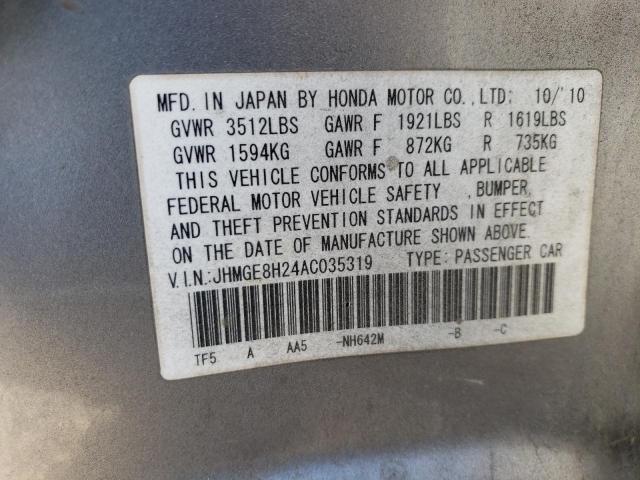 MFD. IN JAPAN BY HONDA MOTOR CO., LTD: 10/'10
GVWR 3512LBS GAWR F 1921LBS R 1619LBS
GVWR 1594KG GAWR F 872KG R 735KG
THIS VEHICLE CONFORMS TO ALL APPLICABLE
FEDERAL MOTOR VEHICLE SAFETY , BUMPER,
AND THEFT PREVENTION STANDARDS IN EFFECT
ON THE DATE OF MANUFACTURE SHOWN ABOVE.
V.I.N.:JHMGE8H24AC035319 TYPE: PASSENGER CAR
TF5 A AA5 -NH642M -B -C